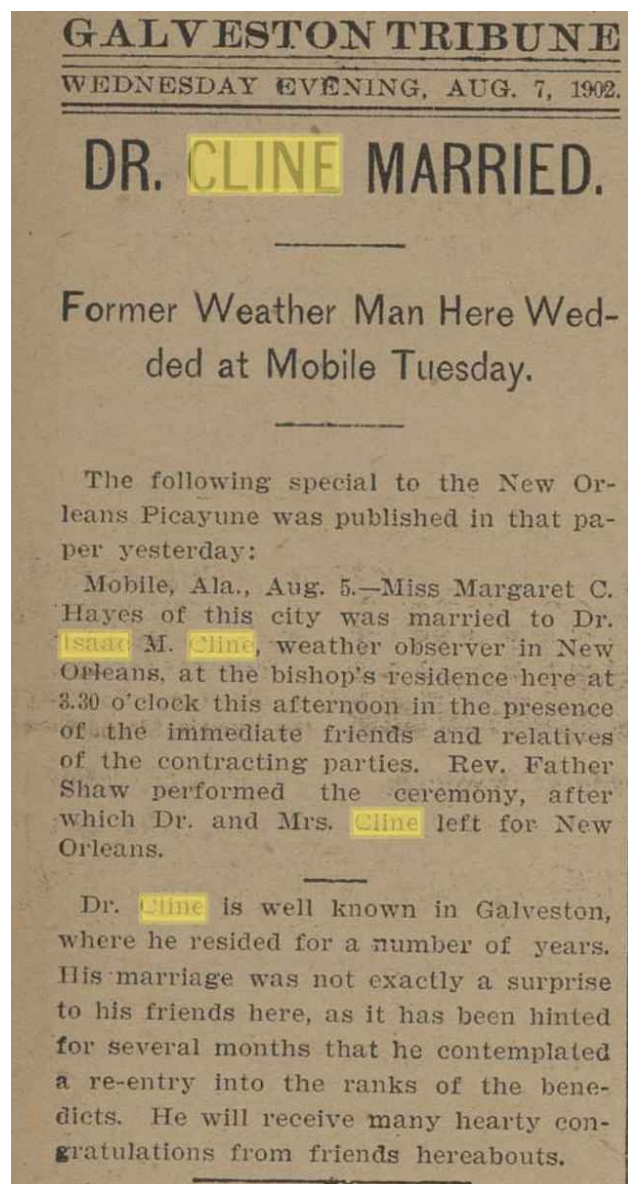 GALVESTON TRIBUNE
WEDNESDAY EVENING, AUG. 7, 1902.
DR. CLINE MARRIED.
Former Weather Man Here Wed-
ded at Mobile Tuesday.
The following special to the New Or-
leans Picayune was published in that pa-
per yesterday:
Mobile, Ala., Aug. 5.—Miss Margaret C.
Hayes of this city was married to Dr.
Isaac M. Cline, weather observer in New
Orleans, at the bishop's residence here at
3.30 o'clock this afternoon in the presence
of the immediate friends and relatives
of the contracting parties. Rev. Father
Shaw performed the ceremony, after
which Dr. and Mrs. Cline left for New
Orleans.
Dr. Cline is well known in Galveston,
where he resided for a number of years.
His marriage was not exactly a surprise
to his friends here, as it has been hinted
for several months that he contemplated
a re-entry into the ranks of the bene-
dicts. He will receive many hearty con-
gratulations from friends hereabouts.